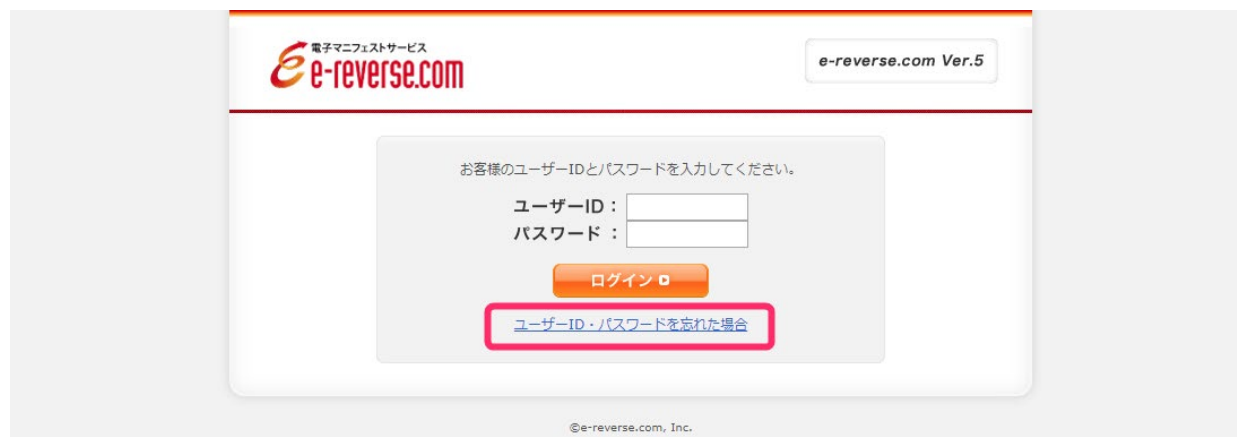 電子マニフェストサービス
e-reverse.com
e-reverse.com Ver.5
お客様のユーザーIDとパスワードを入力してください。
ユーザーID：
パスワード ：
ログイン
ユーザーID・パスワードを忘れた場合
©e-reverse.com, Inc.